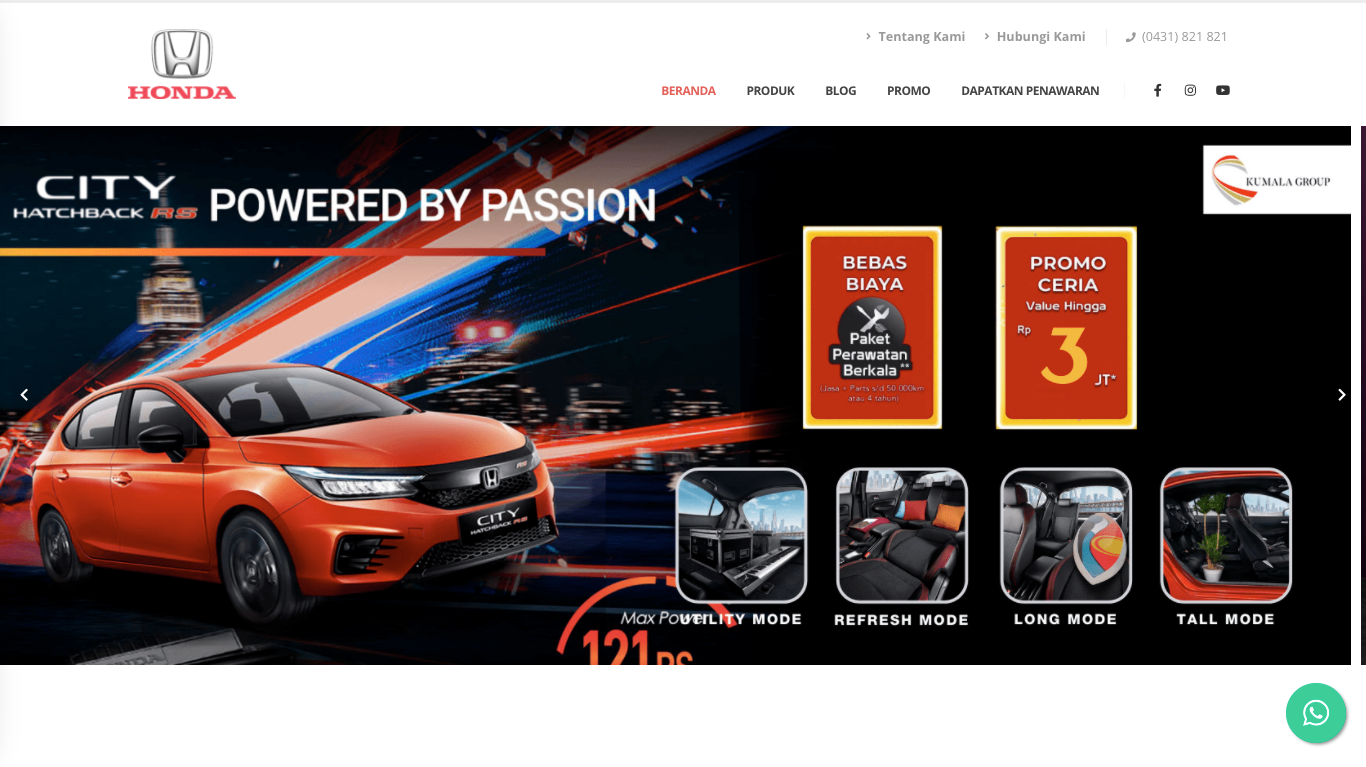 Tentang Kami
Hubungi Kami
(0431) 821 821
HONDA
BERANDA
PRODUK
BLOG
PROMO
DAPATKAN PENAWARAN
CITY
HATCHBACK RS
POWERED BY PASSION
KUMALA GROUP
BEBAS
BIAYA
Paket
Perawatan
Berkala**
(Jasa + Parts s/d 50.000km
atau 4 tahun)
PROMO
CERIA
Value Hingga
Rp
3
JT*
CITY
HATCHBACK RS
Max Power
121PS
UTILITY MODE
REFRESH MODE
LONG MODE
TALL MODE
HONDA